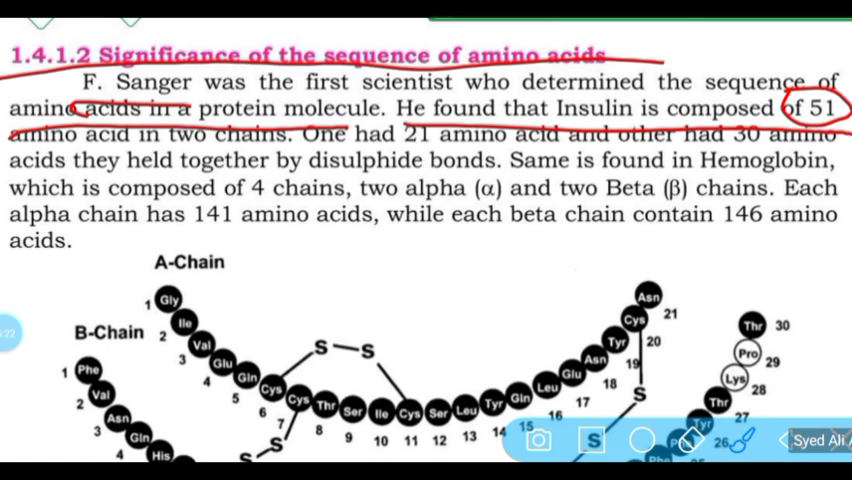 1.4.1.2 Significance of the sequence of amino acids
F. Sanger was the first scientist who determined the sequence of
amino acids in a protein molecule. He found that Insulin is composed of 51
amino acid in two chains. One had 21 amino acid and other had 30 amino
acids they held together by disulphide bonds. Same is found in Hemoglobin,
which is composed of 4 chains, two alpha (α) and two Beta (β) chains. Each
alpha chain has 141 amino acids, while each beta chain contain 146 amino
acids.
A-Chain
1 Gly
2 Ile
3 Val
4 Glu
5 Gln
6 Cys
7 Cys
8 Thr
9 Ser
10 Ile
11 Cys
12 Ser
13 Leu
14 Tyr
15 Gln
16 Leu
17 Glu
18 Asn
19 Tyr
20 Cys
21 Asn
S S
S
S
S
S
B-Chain
1 Phe
2 Val
3 Asn
4 Gln
His
Phe
Tyr 26
Thr 27
Lys 28
Pro 29
Thr 30
Syed Ali